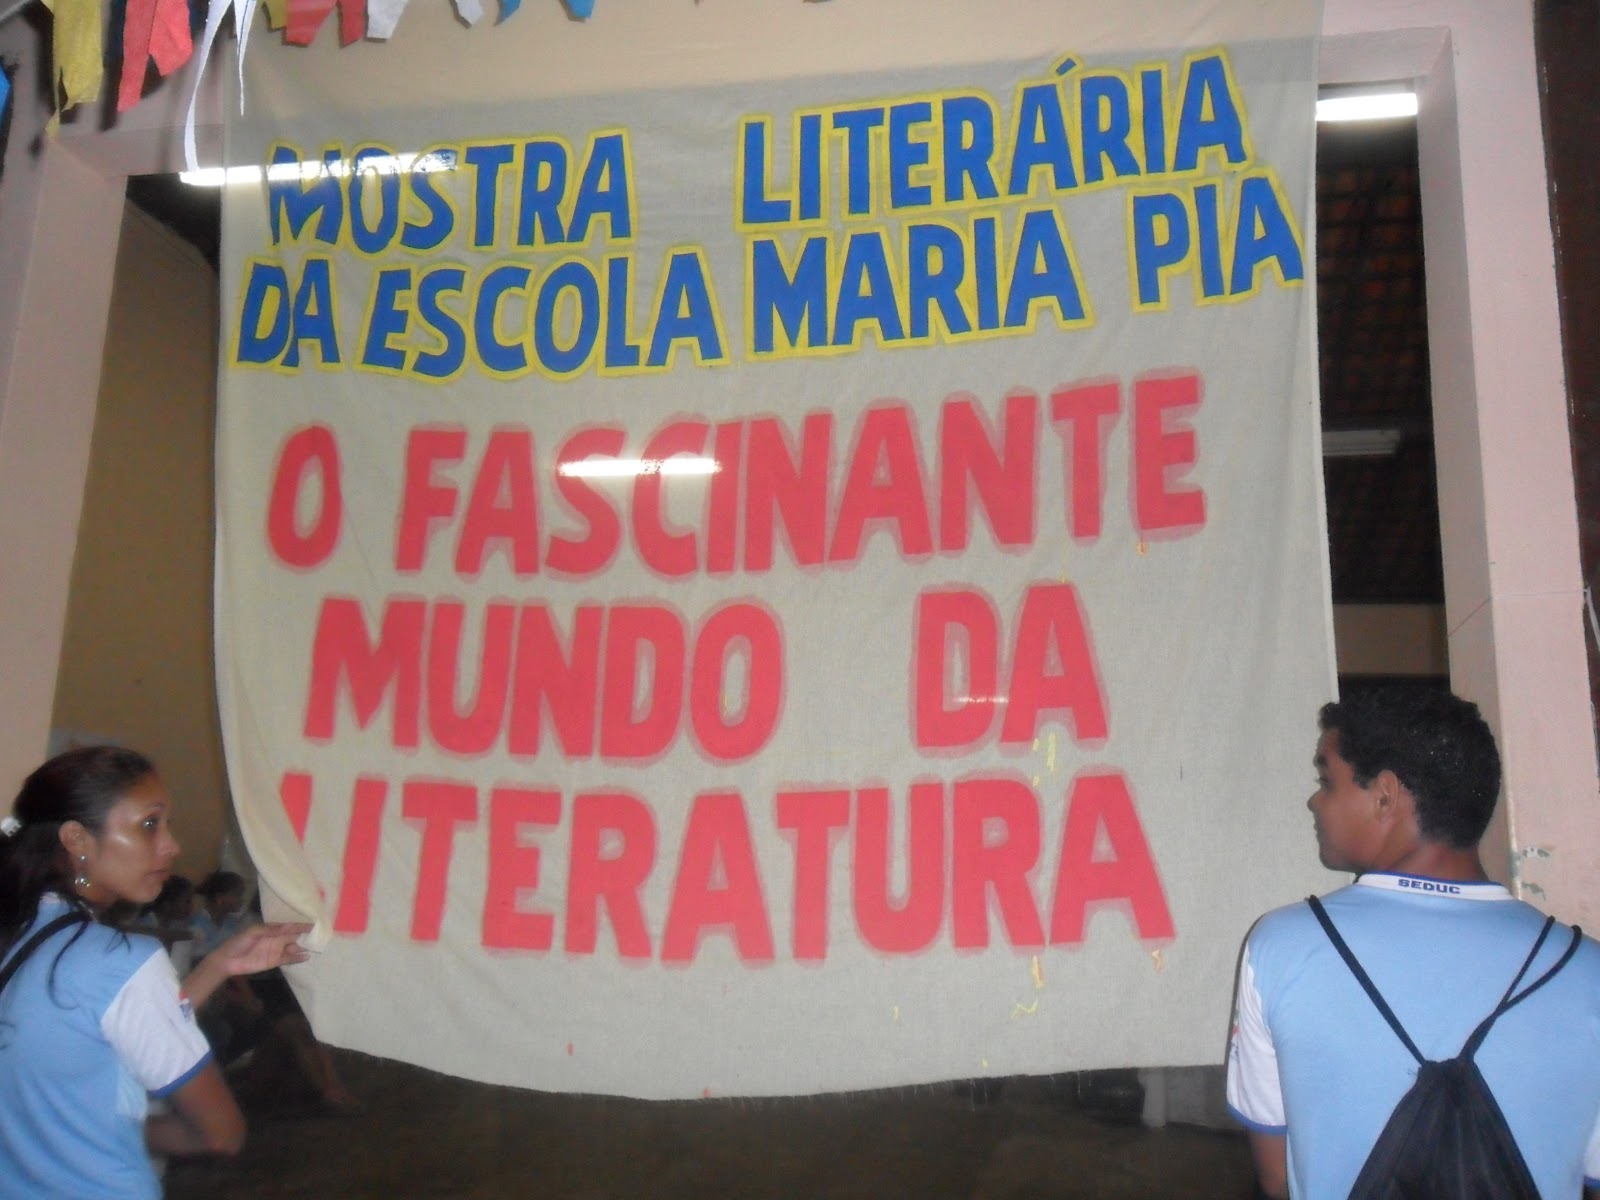 MOSTRA LITERÁRIA
DA ESCOLA MARIA PIA
O FASCINANTE
MUNDO DA
LITERATURA
SEDUC